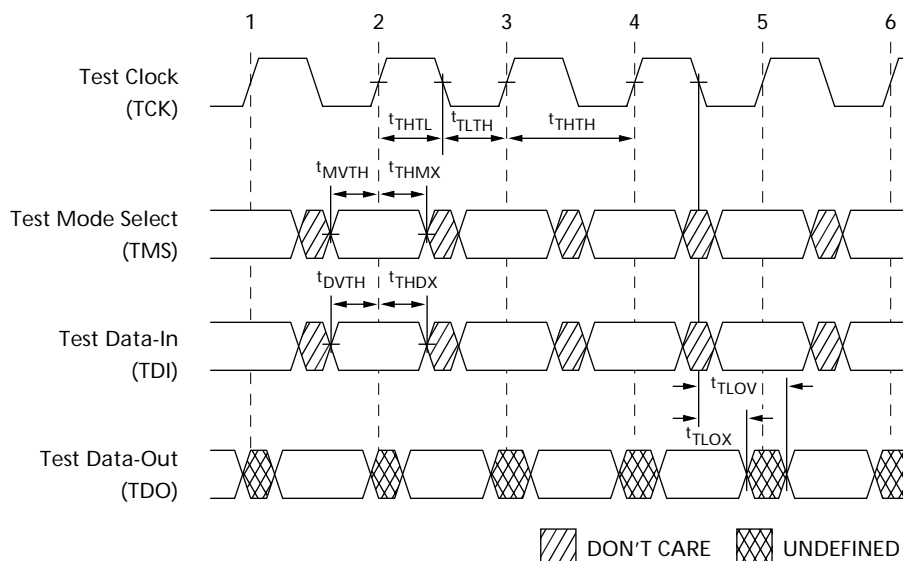 1 2 3 4 5 6
Test Clock
(TCK)
tTHTL tTLTH tTHTH
tMVTH tTHMX
Test Mode Select
(TMS)
tDVTH tTHDX
Test Data-In
(TDI)
tTLOV
tTLOX
Test Data-Out
(TDO)
DON'T CARE UNDEFINED